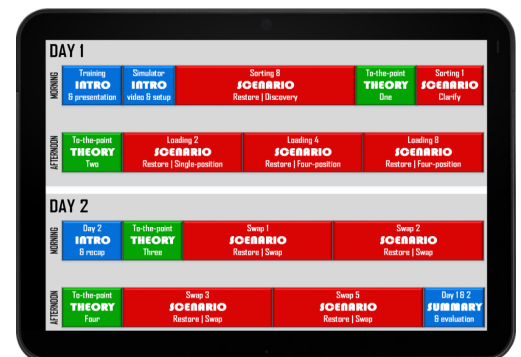 DAY 1
MORNING
Training
INTRO
& presentation
Simulator
INTRO
video & setup
Sorting 8
SCENARIO
Restore | Discovery
To-the-point
THEORY
One
Sorting 1
SCENARIO
Clarify
AFTERNOON
To-the-point
THEORY
Two
Loading 2
SCENARIO
Restore | Single-position
Loading 4
SCENARIO
Restore | Four-position
Loading 8
SCENARIO
Restore | Four-position
DAY 2
MORNING
Day 2
INTRO
& recap
To-the-point
THEORY
Three
Swap 1
SCENARIO
Restore | Swap
Swap 2
SCENARIO
Restore | Swap
AFTERNOON
To-the-point
THEORY
Four
Swap 3
SCENARIO
Restore | Swap
Swap 5
SCENARIO
Restore | Swap
Day 1 & 2
SUMMARY
& evaluation